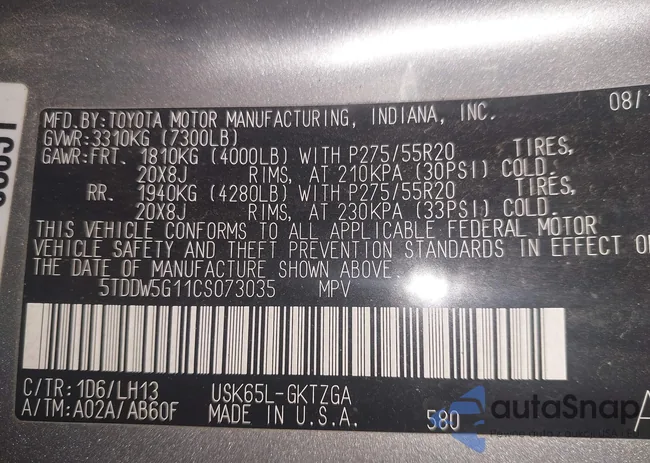 MFD.BY:TOYOTA MOTOR MANUFACTURING, INDIANA, INC. 08/
GVWR:3310KG (7300LB)
GAWR:FRT. 1810KG (4000LB) WITH P275/55R20 TIRES,
20X8J RIMS, AT 210KPA (30PSI) COLD.
RR. 1940KG (4280LB) WITH P275/55R20 TIRES,
20X8J RIMS, AT 230KPA (33PSI) COLD.
THIS VEHICLE CONFORMS TO ALL APPLICABLE FEDERAL MOTOR
VEHICLE SAFETY AND THEFT PREVENTION STANDARDS IN EFFECT O
THE DATE OF MANUFACTURE SHOWN ABOVE.
5TDDW5G11CS073035 MPV
C/TR:1D6/LH13 USK65L-GKTZGA
A/TM:A02A/AB60F MADE IN U.S.A. 580 A
autoSnap